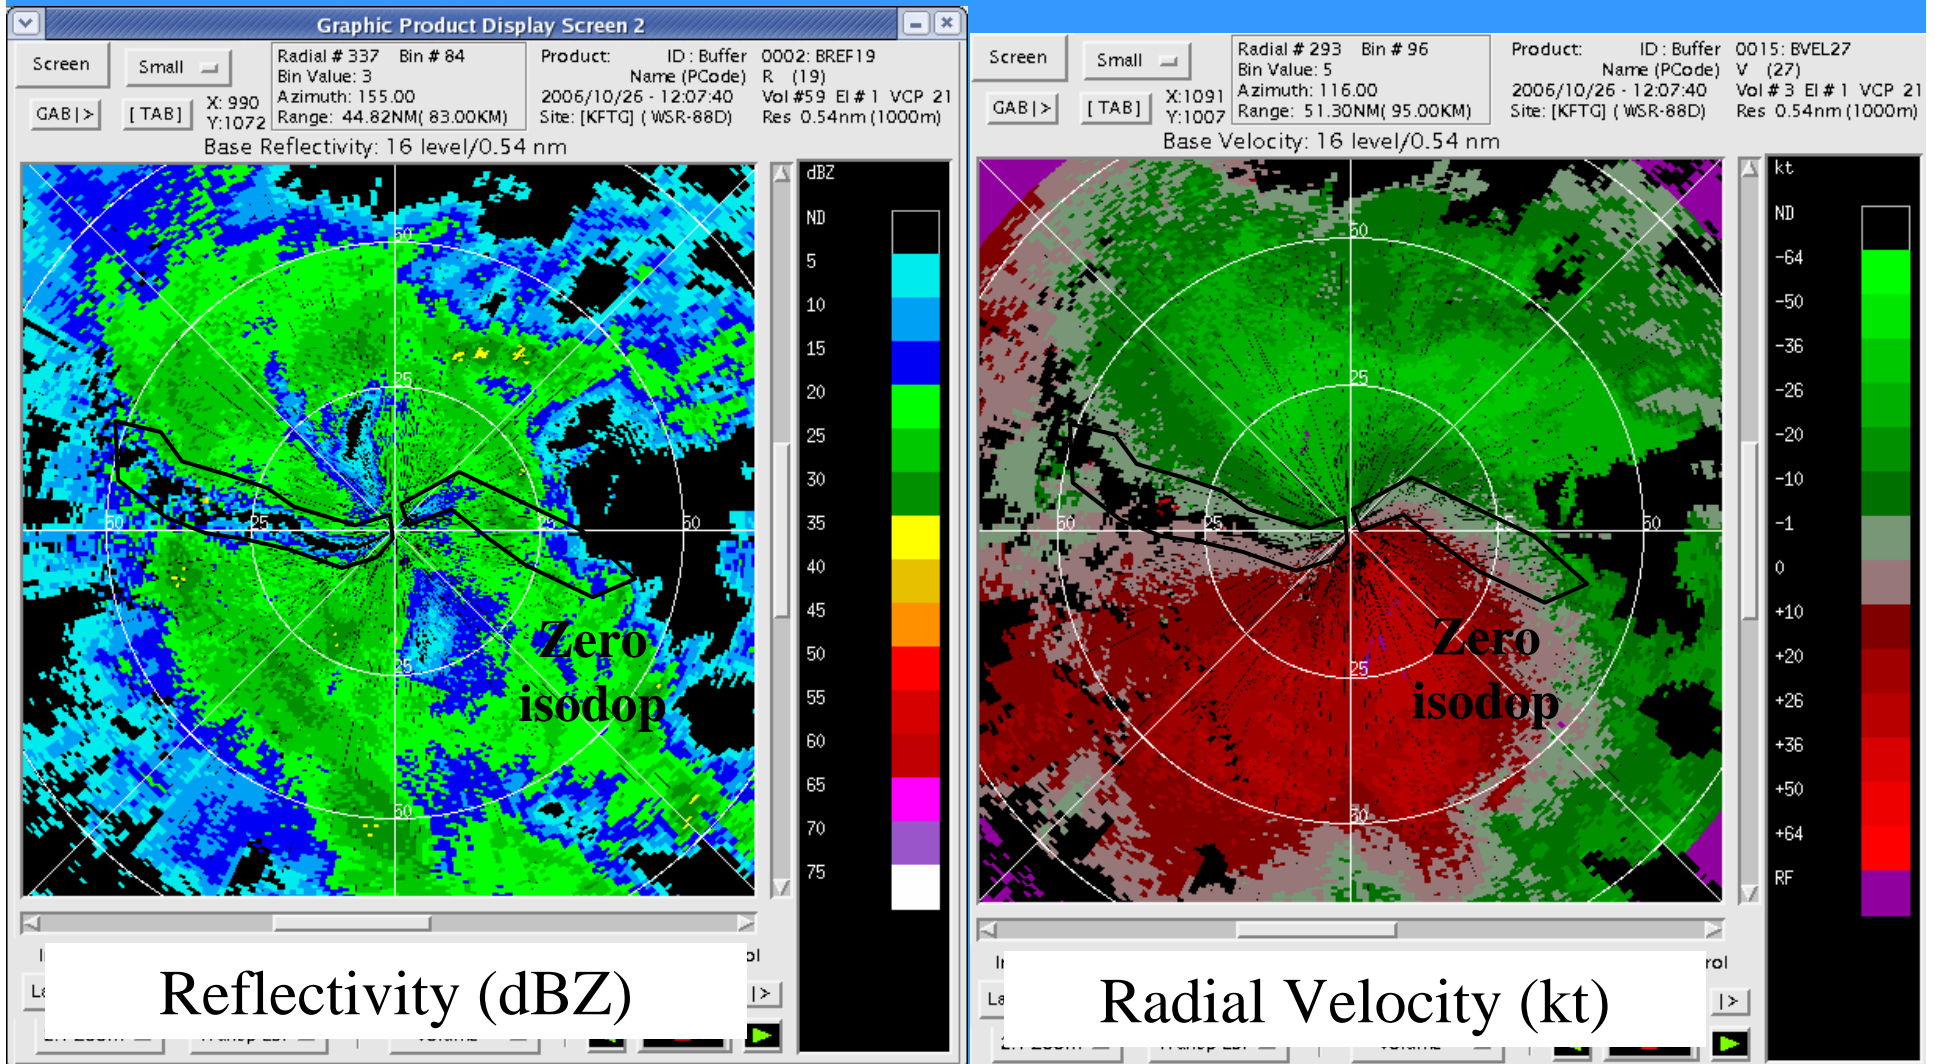 Graphic Product Display Screen 2
Screen
Small
Radial # 337 Bin # 84
Bin Value: 3
Azimuth: 155.00
Range: 44.82NM( 83.00KM)
GAB|>
[TAB]
X: 990
Y:1072
Product: ID : Buffer 0002: BREF19
Name (PCode) R (19)
2006/10/26 - 12:07:40 Vol #59 El # 1 VCP 21
Site: [KFTG] ( WSR-88D) Res 0.54nm (1000m)
Base Reflectivity: 16 level/0.54 nm
50
25
50
25
25
50
25
50
Zero
isodop
dBZ
ND
5
10
15
20
25
30
35
40
45
50
55
60
65
70
75
Reflectivity (dBZ)
|>
Screen
Small
Radial # 293 Bin # 96
Bin Value: 5
Azimuth: 116.00
Range: 51.30NM( 95.00KM)
GAB|>
[TAB]
X:1091
Y:1007
Product: ID : Buffer 0015: BVEL27
Name (PCode) V (27)
2006/10/26 - 12:07:40 Vol # 3 El # 1 VCP 21
Site: [KFTG] ( WSR-88D) Res 0.54nm (1000m)
Base Velocity: 16 level/0.54 nm
50
25
50
25
25
50
25
50
Zero
isodop
kt
ND
-64
-50
-36
-26
-20
-10
-1
0
+10
+20
+26
+36
+50
+64
RF
Radial Velocity (kt)
|>